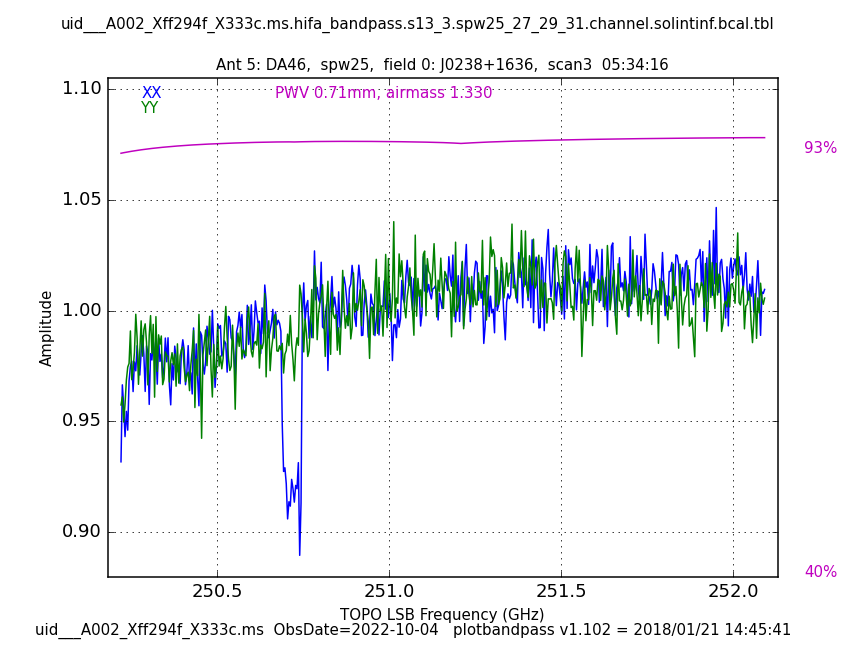 uid___A002_Xff294f_X333c.ms.hifa_bandpass.s13_3.spw25_27_29_31.channel.solintinf.bcal.tbl
Ant 5: DA46,  spw25,  field 0: J0238+1636,  scan3  05:34:16
XX
YY
PWV 0.71mm, airmass 1.330
1.10
1.05
1.00
0.95
0.90
Amplitude
93%
40%
250.5
251.0
251.5
252.0
TOPO LSB Frequency (GHz)
uid___A002_Xff294f_X333c.ms  ObsDate=2022-10-04   plotbandpass v1.102 = 2018/01/21 14:45:41